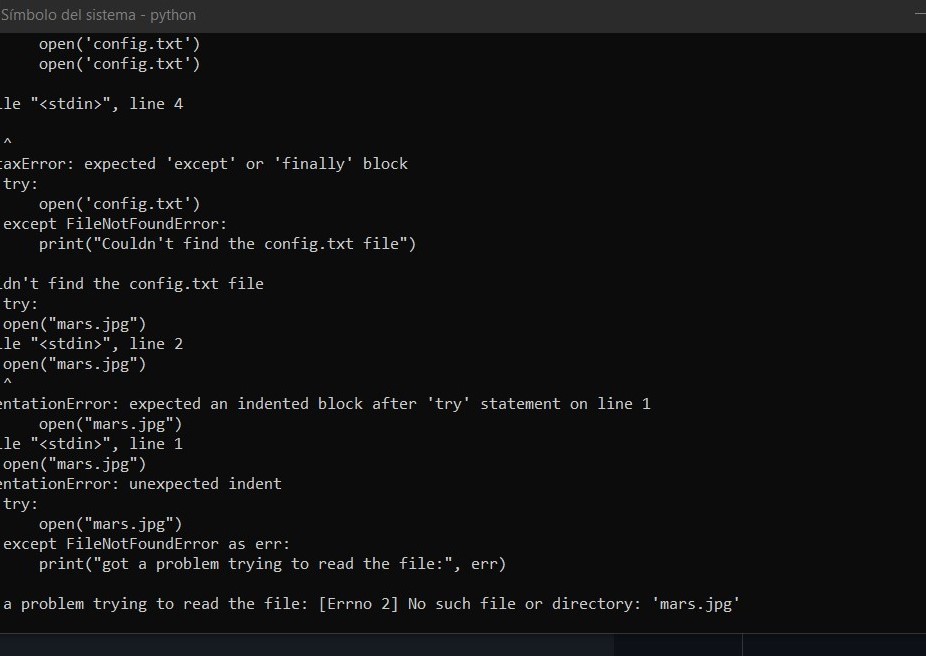 Símbolo del sistema - python
open('config.txt')
open('config.txt')
le "<stdin>", line 4
^
taxError: expected 'except' or 'finally' block
try:
open('config.txt')
except FileNotFoundError:
print("Couldn't find the config.txt file")
ldn't find the config.txt file
try:
open("mars.jpg")
le "<stdin>", line 2
open("mars.jpg")
^
entationError: expected an indented block after 'try' statement on line 1
open("mars.jpg")
le "<stdin>", line 1
open("mars.jpg")
entationError: unexpected indent
try:
open("mars.jpg")
except FileNotFoundError as err:
print("got a problem trying to read the file:", err)
a problem trying to read the file: [Errno 2] No such file or directory: 'mars.jpg'